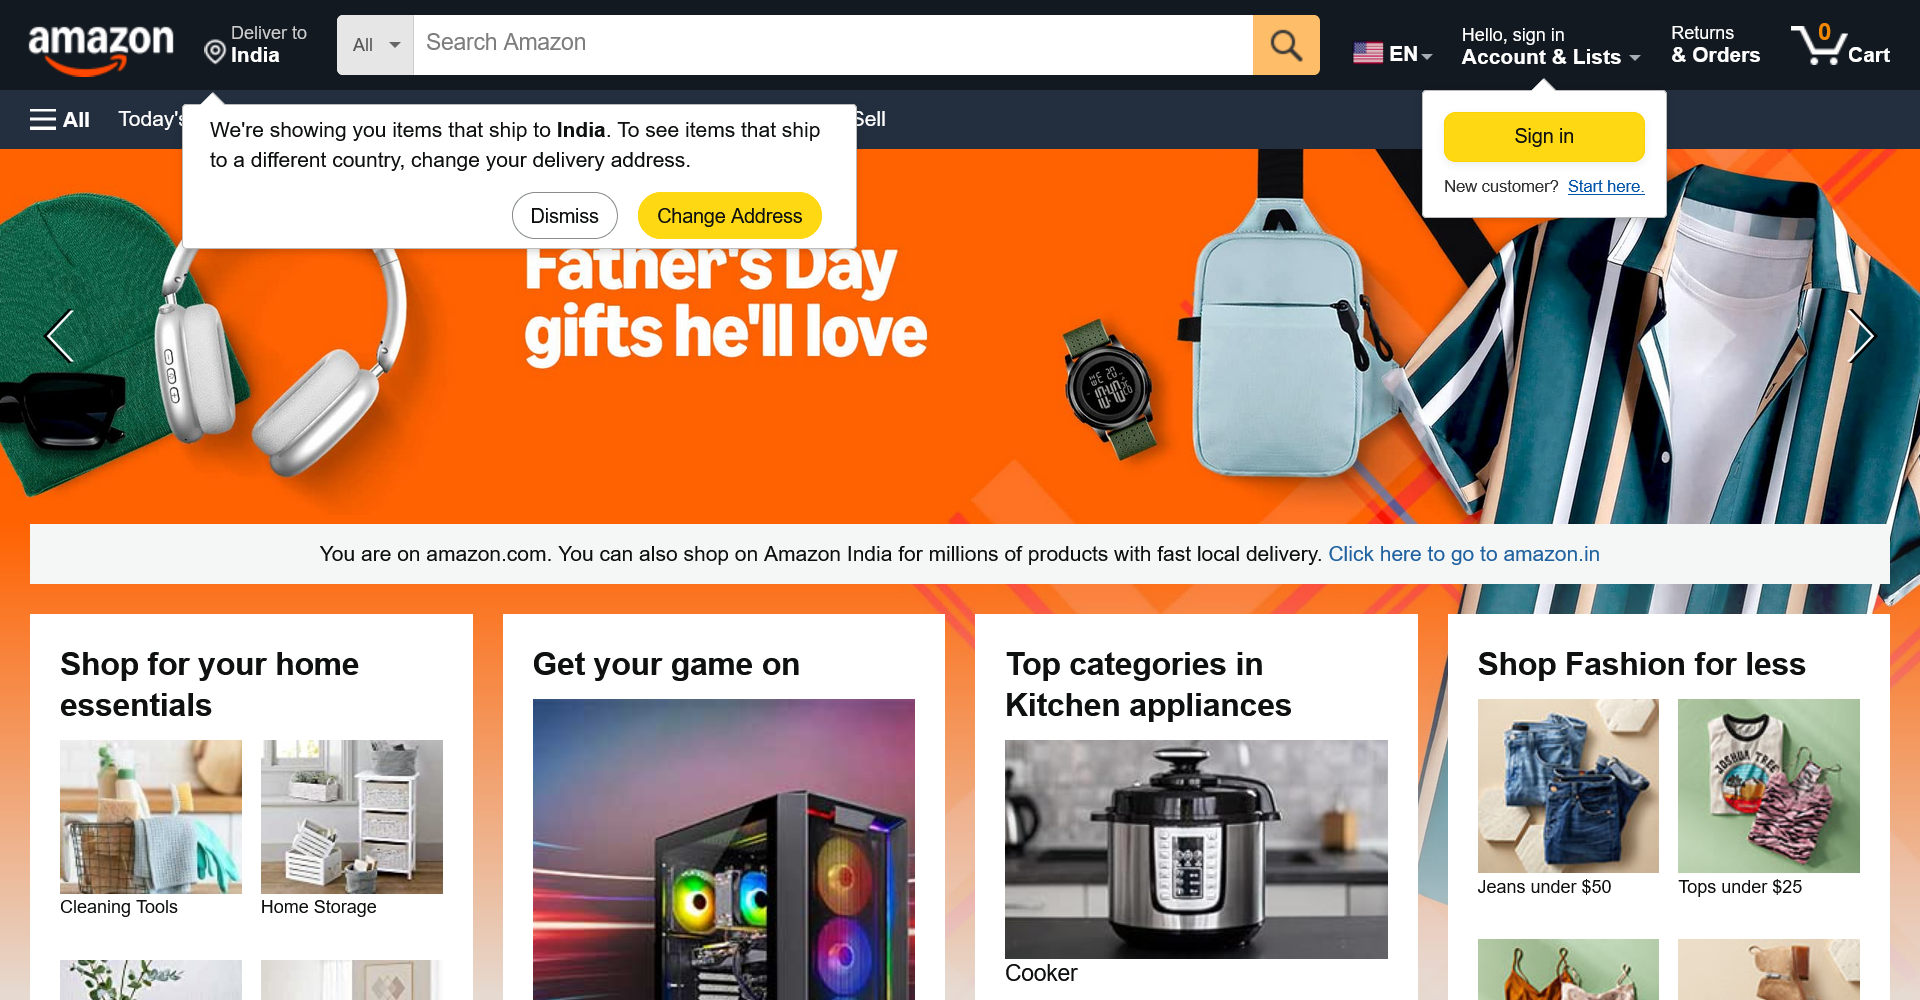 amazon
Deliver to
India
All
Search Amazon
EN
Hello, sign in
Account & Lists
Returns
& Orders
0
Cart
All
Today's
Sell
We're showing you items that ship to India. To see items that ship
to a different country, change your delivery address.
Dismiss
Change Address
Sign in
New customer? Start here.
Father's Day
gifts he'll love
You are on amazon.com. You can also shop on Amazon India for millions of products with fast local delivery. Click here to go to amazon.in
Shop for your home
essentials
Cleaning Tools
Home Storage
Get your game on
Top categories in
Kitchen appliances
Cooker
Shop Fashion for less
JOSHUA TREE
Jeans under $50
Tops under $25